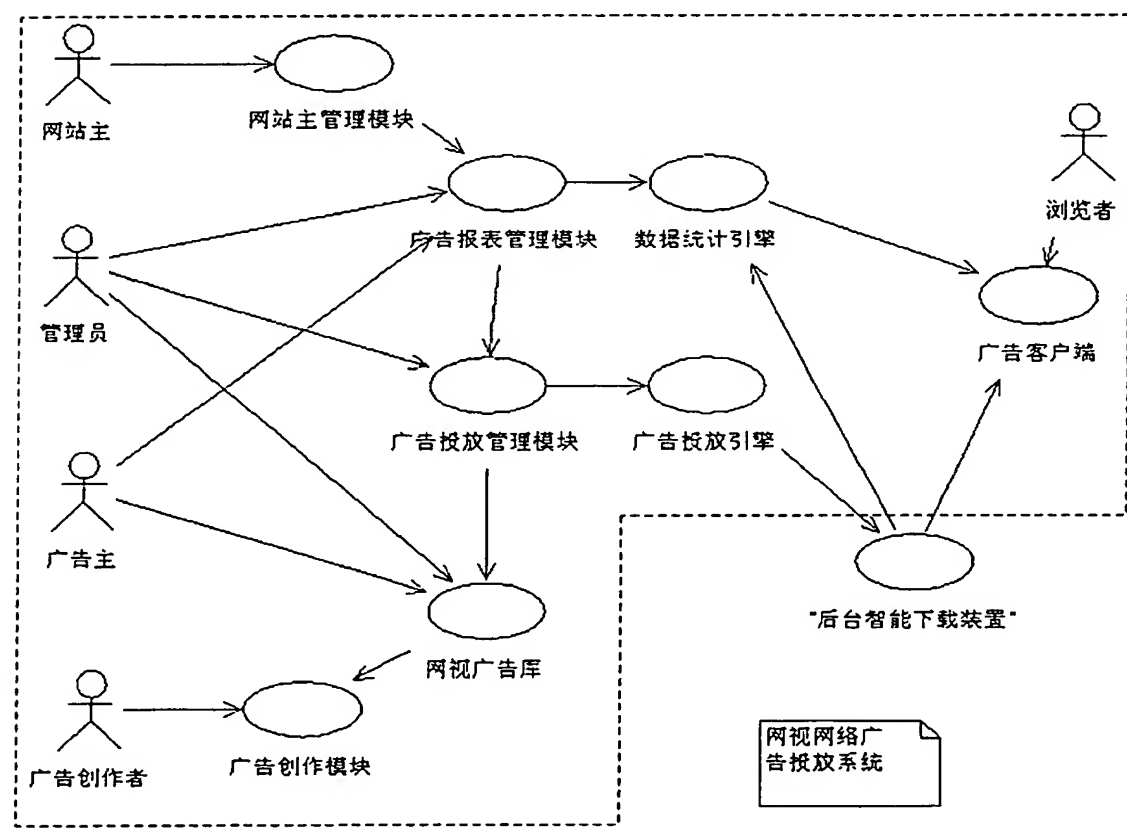 网站主
网站主管理模块
浏览者
广告报表管理模块
数据统计引擎
管理员
广告客户端
广告投放管理模块
广告投放引擎
广告主
"后台智能下载装置"
网视广告库
广告创作者
广告创作模块
网视网络广
告投放系统